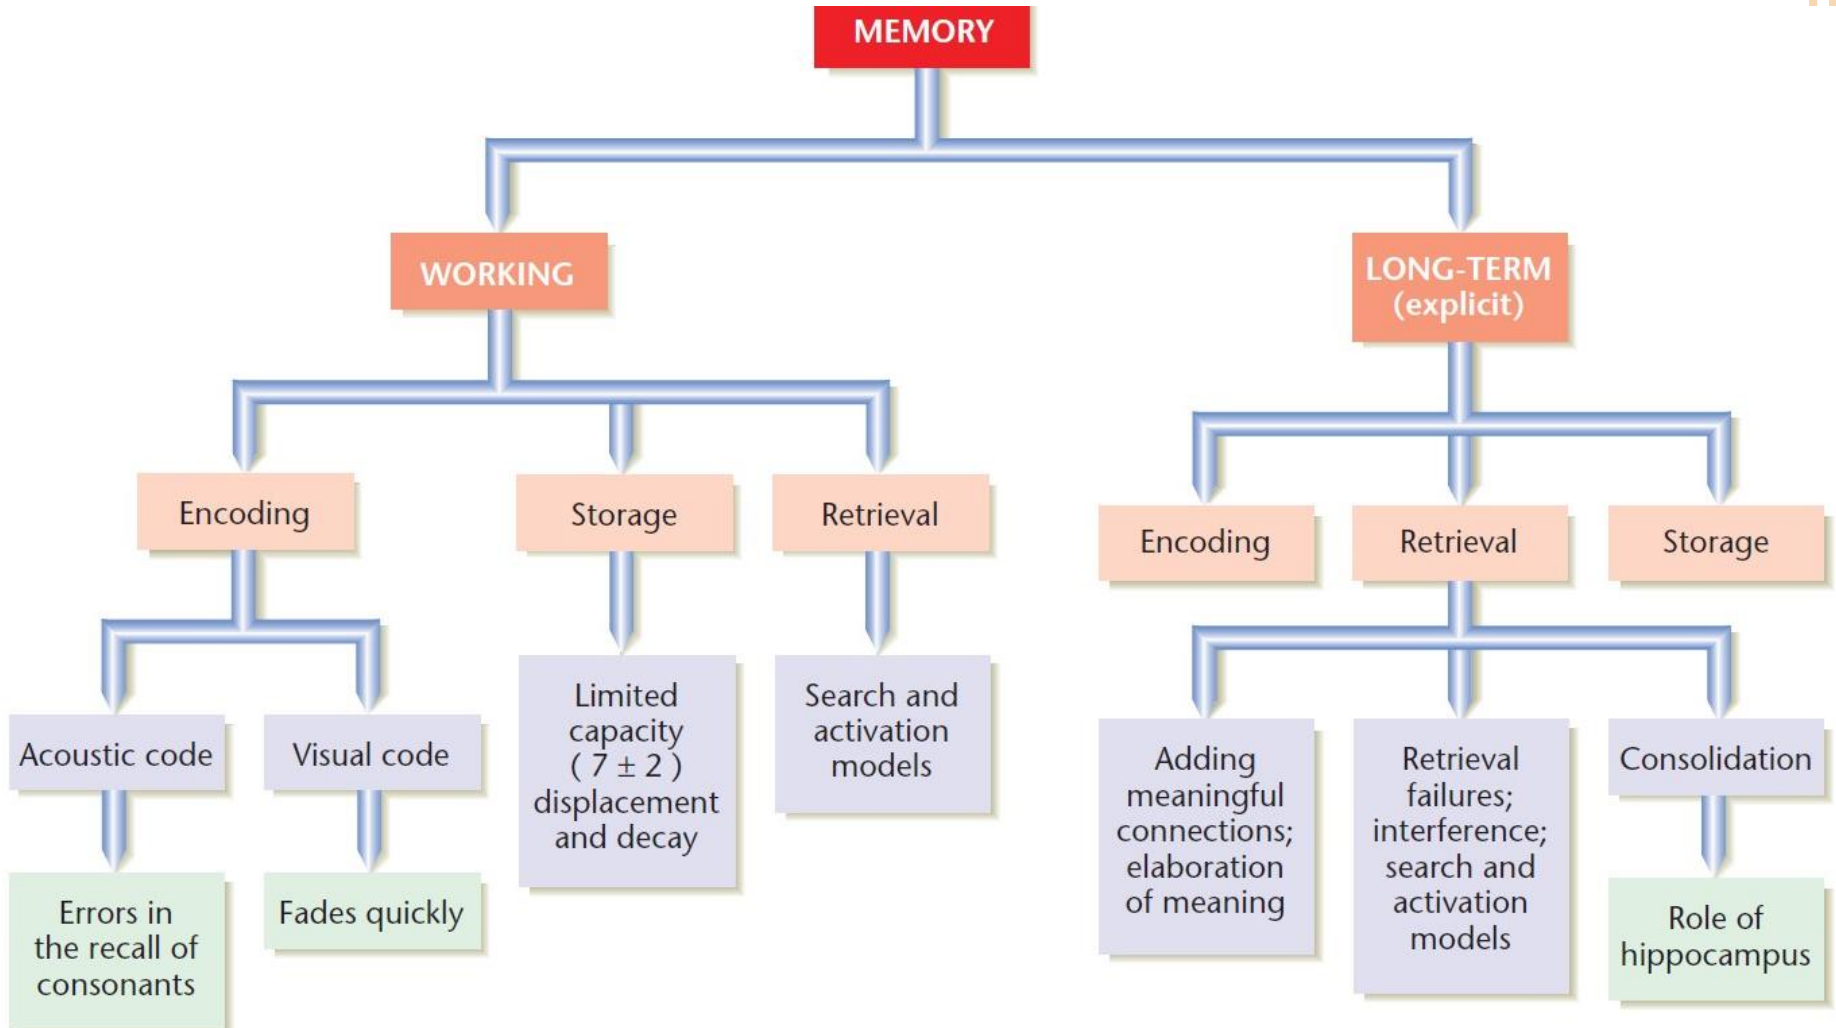 MEMORY
WORKING
LONG-TERM
(explicit)
Encoding
Storage
Retrieval
Encoding
Retrieval
Storage
Acoustic code
Visual code
Limited
capacity
( 7 ± 2 )
displacement
and decay
Search and
activation
models
Adding
meaningful
connections;
elaboration
of meaning
Retrieval
failures;
interference;
search and
activation
models
Consolidation
Errors in
the recall of
consonants
Fades quickly
Role of
hippocampus